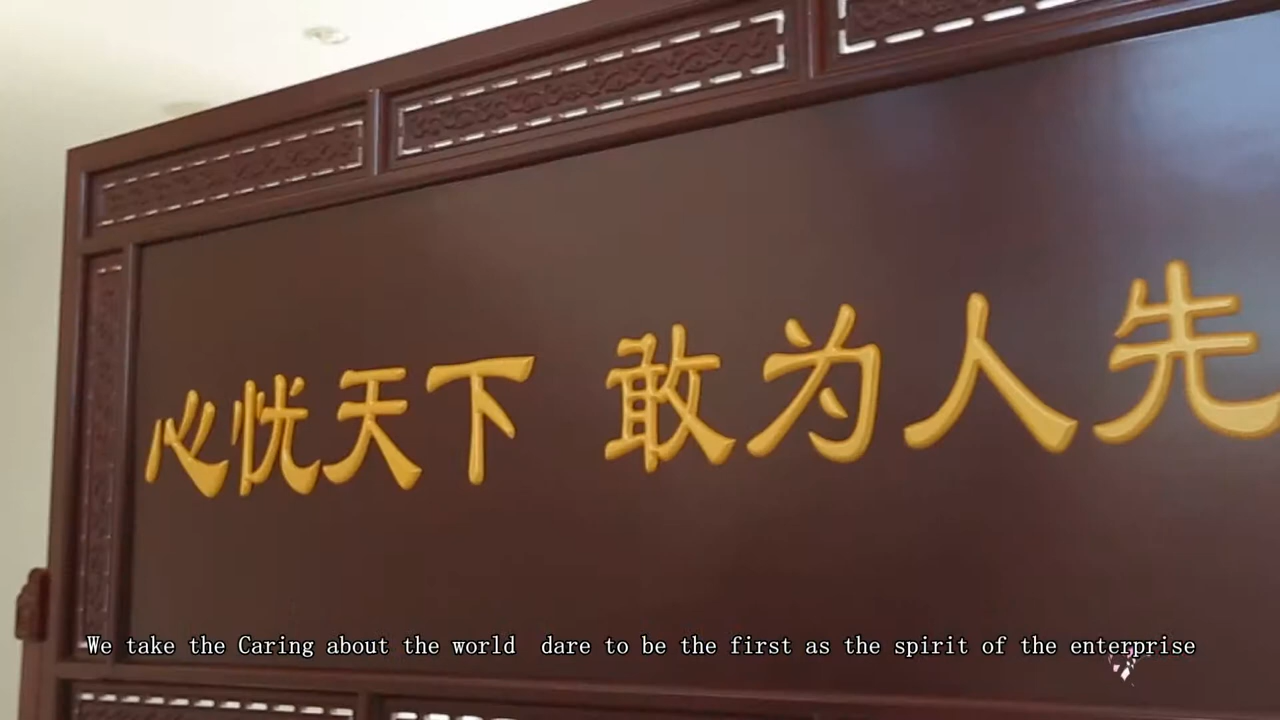 心忧天下 敢为人先
We take the Caring about the world  dare to be the first as the spirit of the enterprise